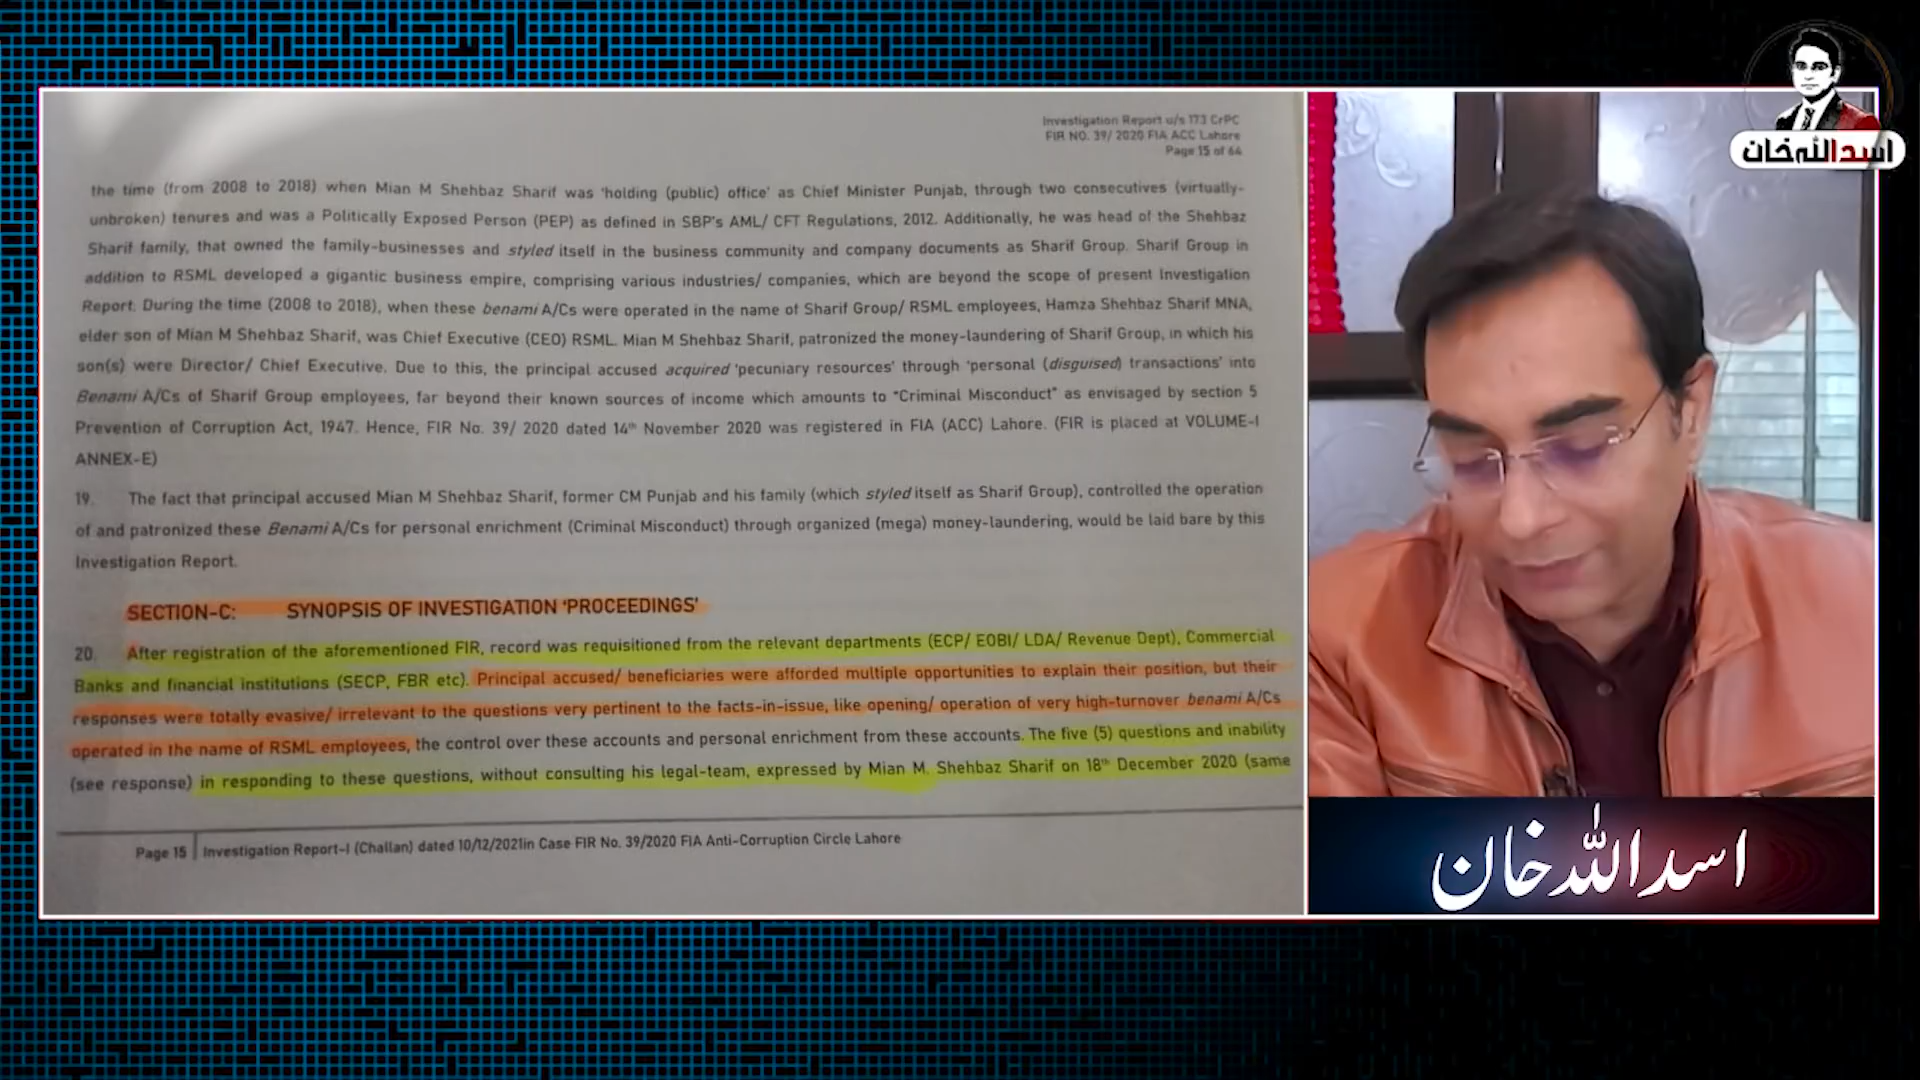 Investigation Report u/s 173 CrPC
FIR NO. 39/ 2020 FIA ACC Lahore
Page 15 of 64
the time (from 2008 to 2018) when Mian M Shehbaz Sharif was 'holding (public) office' as Chief Minister Punjab, through two consecutives (virtually-
unbroken) tenures and was a Politically Exposed Person (PEP) as defined in SBP's AML/ CFT Regulations, 2012. Additionally, he was head of the Shehbaz
Sharif family, that owned the family-businesses and styled itself in the business community and company documents as Sharif Group. Sharif Group in
addition to RSML developed a gigantic business empire, comprising various industries/ companies, which are beyond the scope of present Investigation
Report. During the time (2008 to 2018), when these benami A/Cs were operated in the name of Sharif Group/ RSML employees, Hamza Shehbaz Sharif MNA,
elder son of Mian M Shehbaz Sharif, was Chief Executive (CEO) RSML. Mian M Shehbaz Sharif, patronized the money-laundering of Sharif Group, in which his
son(s) were Director/ Chief Executive. Due to this, the principal accused acquired 'pecuniary resources' through 'personal (disguised) transactions' into
Benami A/Cs of Sharif Group employees, far beyond their known sources of income which amounts to "Criminal Misconduct" as envisaged by section 5
Prevention of Corruption Act, 1947. Hence, FIR No. 39/ 2020 dated 14th November 2020 was registered in FIA (ACC) Lahore. (FIR is placed at VOLUME-I
ANNEX-E)
19. The fact that principal accused Mian M Shehbaz Sharif, former CM Punjab and his family (which styled itself as Sharif Group), controlled the operation
of and patronized these Benami A/Cs for personal enrichment (Criminal Misconduct) through organized (mega) money-laundering, would be laid bare by this
Investigation Report.
SECTION-C: SYNOPSIS OF INVESTIGATION 'PROCEEDINGS'
20. After registration of the aforementioned FIR, record was requisitioned from the relevant departments (ECP/ EOBI/ LDA/ Revenue Dept), Commercial
Banks and financial institutions (SECP, FBR etc). Principal accused/ beneficiaries were afforded multiple opportunities to explain their position, but their
responses were totally evasive/ irrelevant to the questions very pertinent to the facts-in-issue, like opening/ operation of very high-turnover benami A/Cs
operated in the name of RSML employees, the control over these accounts and personal enrichment from these accounts. The five (5) questions and inability
(see response) in responding to these questions, without consulting his legal-team, expressed by Mian M. Shehbaz Sharif on 18th December 2020 (same
Page 15 | Investigation Report-I (Challan) dated 10/12/2021in Case FIR No. 39/2020 FIA Anti-Corruption Circle Lahore
اسداللہ خان
اسداللہ خان